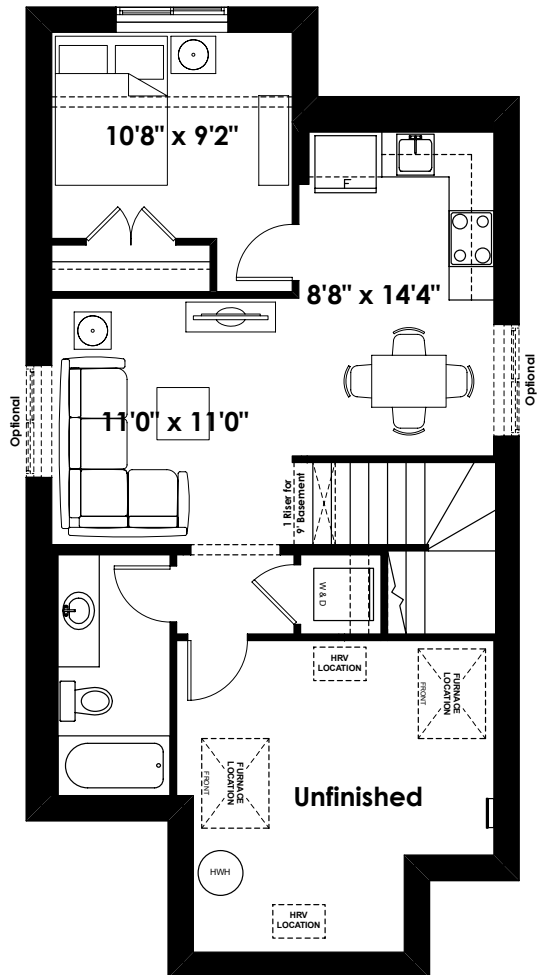 10'8" x 9'2"
F
8'8" x 14'4"
Optional
Optional
11'0" x 11'0"
1 Riser for
9' Basement
W & D
HRV
LOCATION
FURNACE
LOCATION
FRONT
FURNACE
LOCATION
FRONT
Unfinished
HWH
HRV
LOCATION